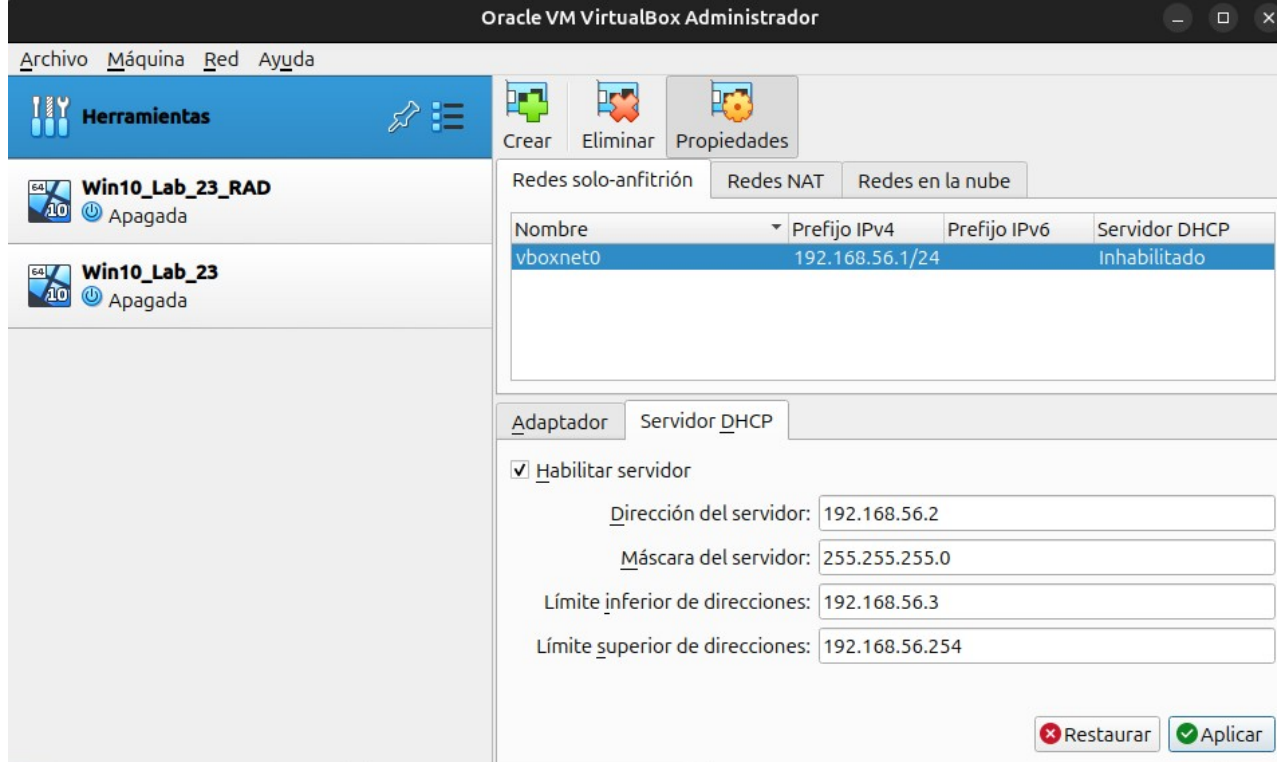 Oracle VM VirtualBox Administrador
Archivo Máquina Red Ayuda
Herramientas
Crear Eliminar Propiedades
64 10 Win10_Lab_23_RAD
Apagada
64 10 Win10_Lab_23
Apagada
Redes solo-anfitrión Redes NAT Redes en la nube
Nombre Prefijo IPv4 Prefijo IPv6 Servidor DHCP
vboxnet0 192.168.56.1/24 Inhabilitado
Adaptador Servidor DHCP
Habilitar servidor
Dirección del servidor: 192.168.56.2
Máscara del servidor: 255.255.255.0
Límite inferior de direcciones: 192.168.56.3
Límite superior de direcciones: 192.168.56.254
Restaurar Aplicar